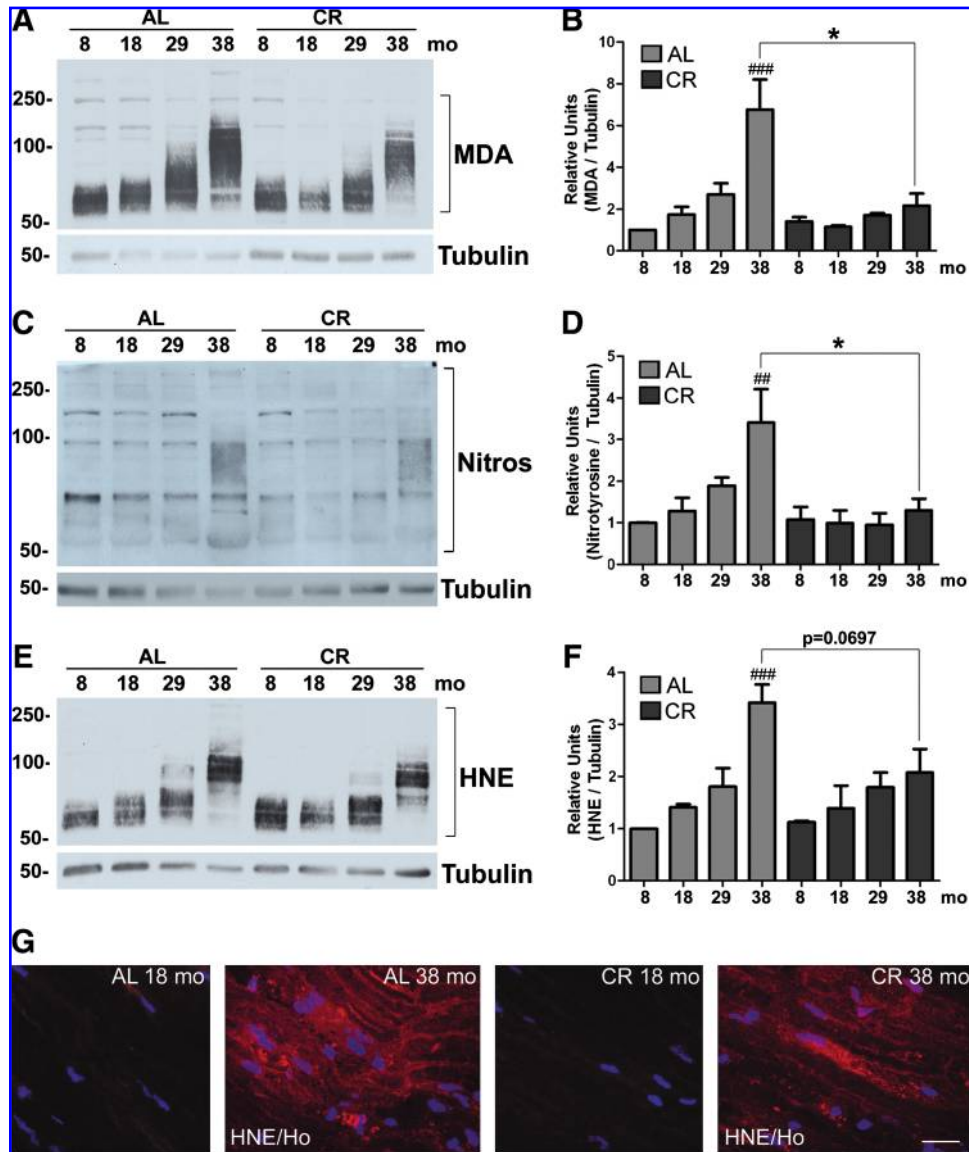 A
AL CR
8 18 29 38 8 18 29 38 mo
250-
100-
50-
MDA
50-
Tubulin
B
AL
CR
*
###
10
8
6
4
2
0
Relative Units
(MDA / Tubulin)
8 18 29 38 8 18 29 38 mo
C
AL CR
8 18 29 38 8 18 29 38
250-
100-
50-
Nitros
50-
Tubulin
D
AL
CR
*
##
5
4
3
2
1
0
Relative Units
(Nitrotyrosine / Tubulin)
8 18 29 38 8 18 29 38 mo
E
AL CR
8 18 29 38 8 18 29 38 mo
250-
100-
50-
HNE
50-
Tubulin
F
AL
CR
p=0.0697
###
4
3
2
1
0
Relative Units
(HNE / Tubulin)
8 18 29 38 8 18 29 38 mo
G
AL 18 mo
AL 38 mo
HNE/Ho
CR 18 mo
CR 38 mo
HNE/Ho